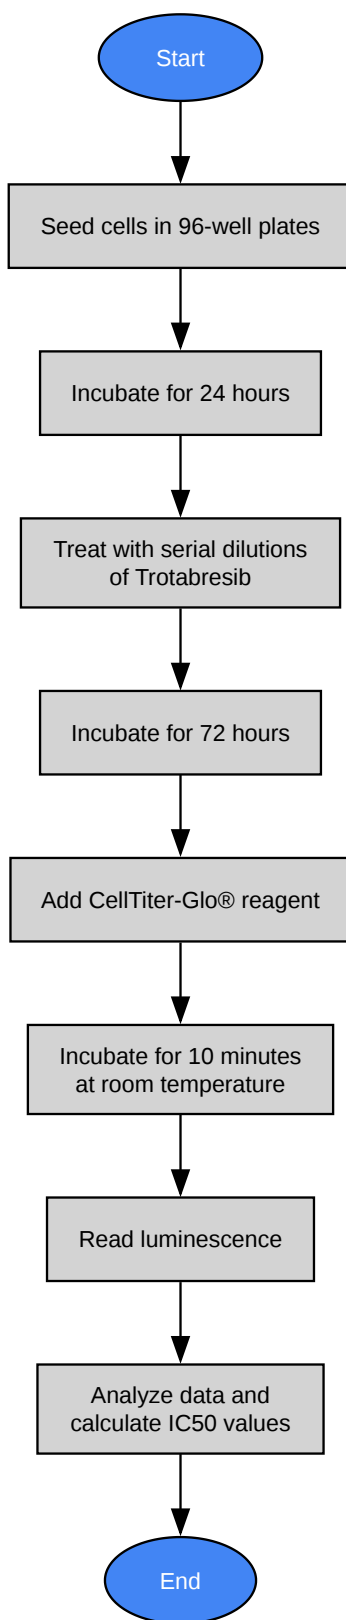 Start
Seed cells in 96-well plates
Incubate for 24 hours
Treat with serial dilutions
of Trotabresib
Incubate for 72 hours
Add CellTiter-Glo® reagent
Incubate for 10 minutes
at room temperature
Read luminescence
Analyze data and
calculate IC50 values
End